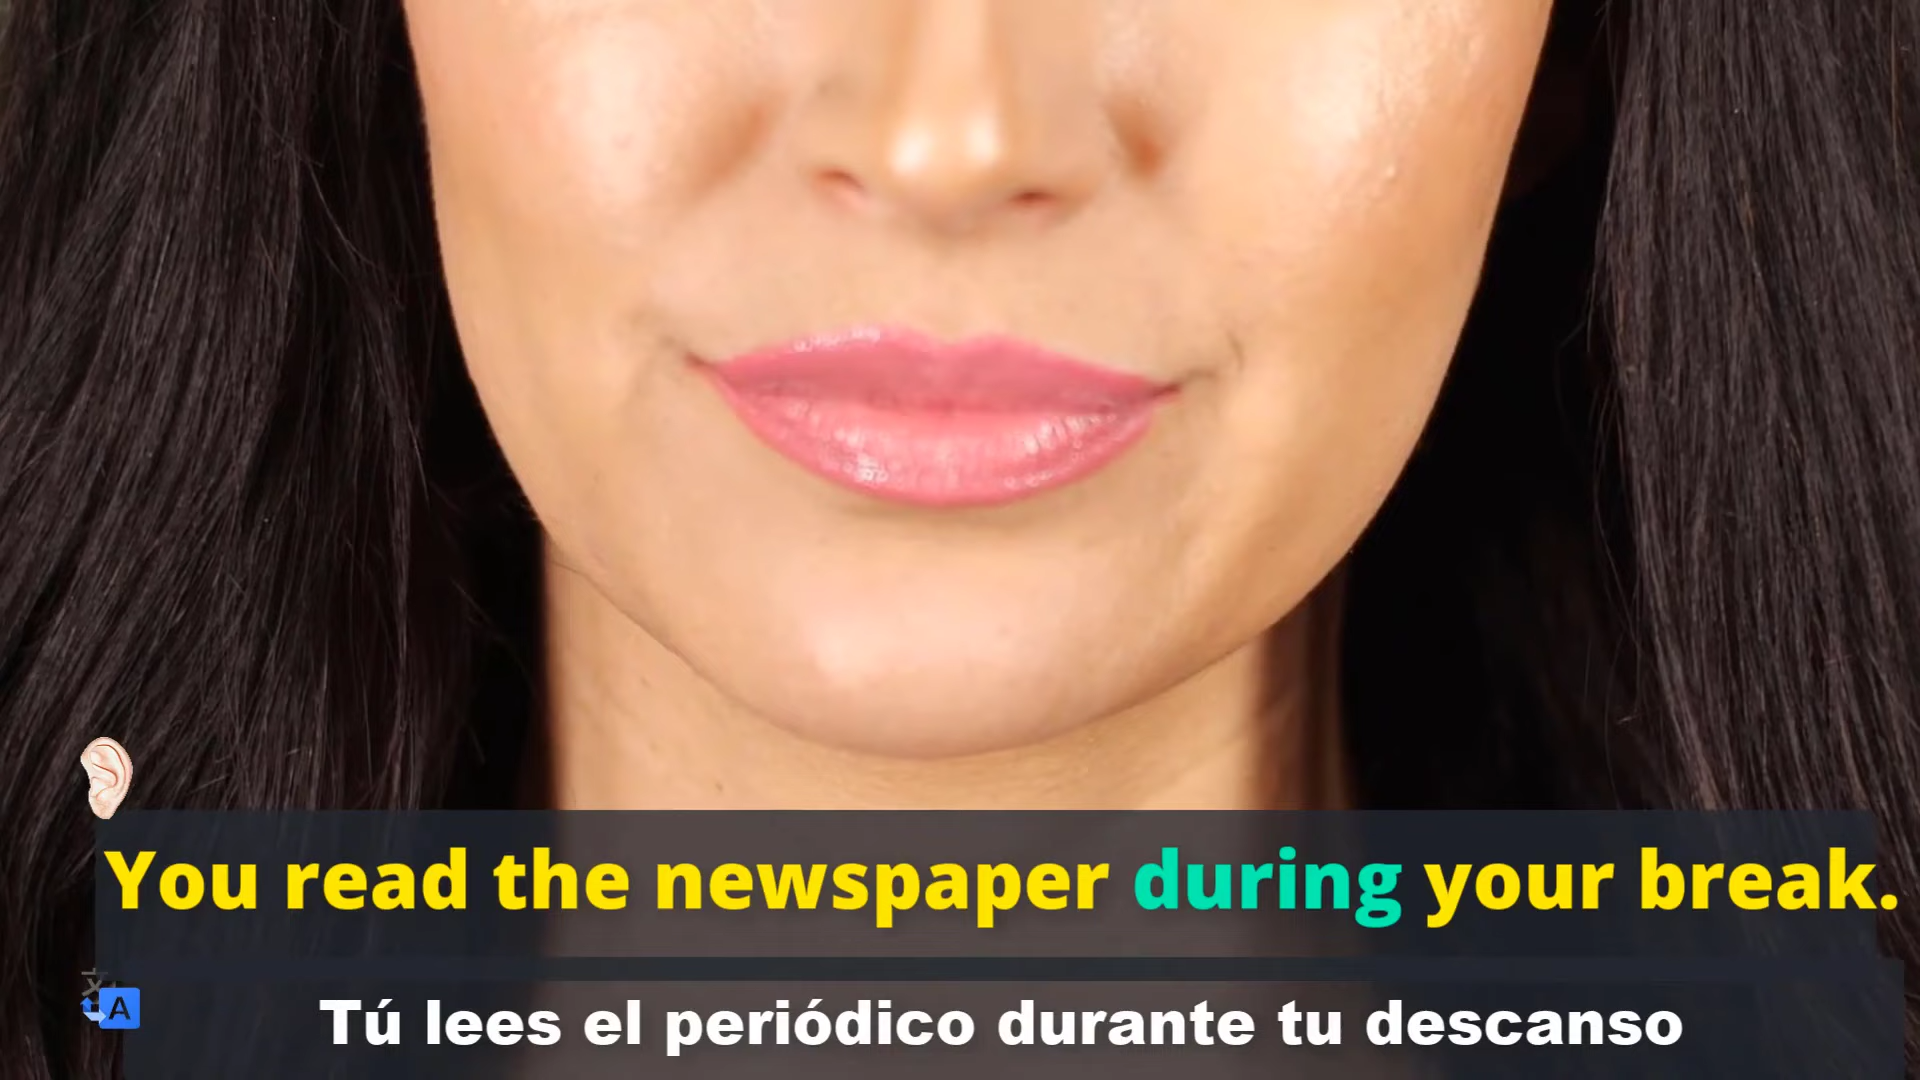 You read the newspaper during your break.
Tú lees el periódico durante tu descanso